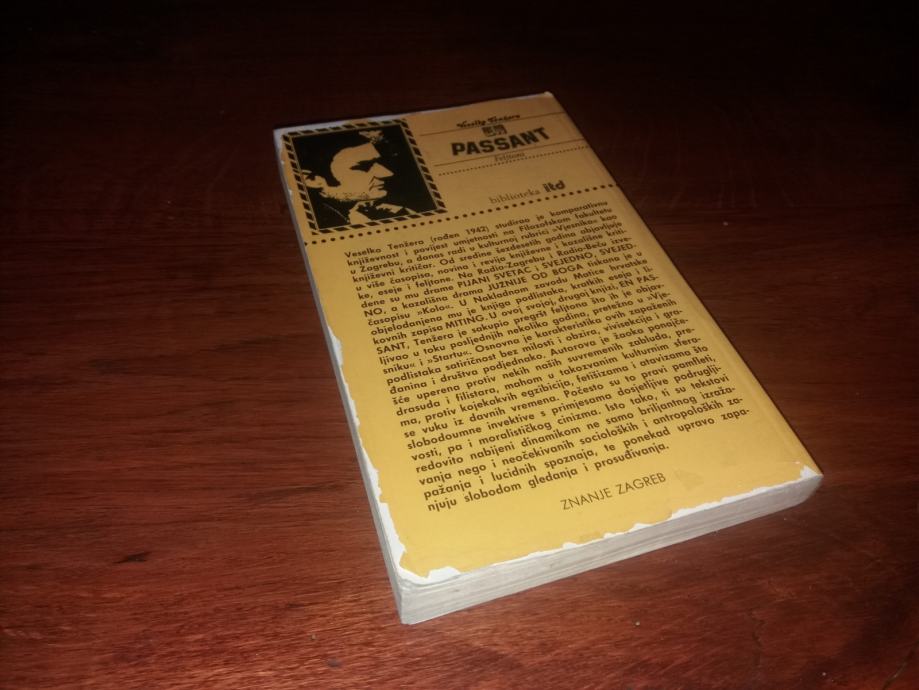 Veselko Tenžera
EN
PASSANT
Feljtoni
biblioteka itd
Veselko Tenžera (rođen 1942) studirao je komparativnu
književnost i povijest umjetnosti na Filozofskom fakultetu
u Zagrebu, a danas radi u kulturnoj rubrici »Vjesnika« kao
književni kritičar. Od sredine šezdesetih godina objavljuje
u više časopisa, novina i revija književne i kazališne kriti-
ke, eseje i feljtone. Na Radio-Zagrebu i Radio-Beču izve-
dene su mu drame PIJANI SVETAC i SVEJEDNO, SVEJED-
NO, a kazališna drama JUŽNIJE OD BOGA tiskana je u
časopisu »Kolo«. U Nakladnom zavodu Matice hrvatske
objelodanjena mu je knjiga podlistaka, kratkih eseja i li-
kovnih zapisa MITING. U ovoj svojoj, drugoj knjizi, EN PAS-
SANT, Tenžera je sakupio pregršt feljtona što ih je objav-
ljivao u toku posljednjih nekoliko godina, pretežno u »Vje-
sniku« i »Startu«. Osnovna je karakteristika ovih zapaljenih
podlistaka satiričnost bez milosti i obzira, vivisekcija i gra-
đanina i društva podjednako. Autorova je žaoka ponajče-
šće uperena protiv nekih naših suvremenih zabluda, pre-
drasuda i filistara, mahom u takozvanim kulturnim sfera-
ma, protiv kojekakvih egzibicija, fetišizama i atavizama što
se vuku iz davnih vremena. Počesto su to pravi pamfleti,
slobodoumne invektive s primjesama dosjetljive podruglji-
vosti, pa i moralističkog cinizma. Isto tako, ti su tekstovi
redovito nabijeni dinamikom ne samo briljantnog izraža-
vanja nego i neočekivanih socioloških i antropoloških za-
pažanja i lucidnih spoznaja, te ponekad upravo zapa-
njuju slobodom gledanja i prosuđivanja.
ZNANJE ZAGREB